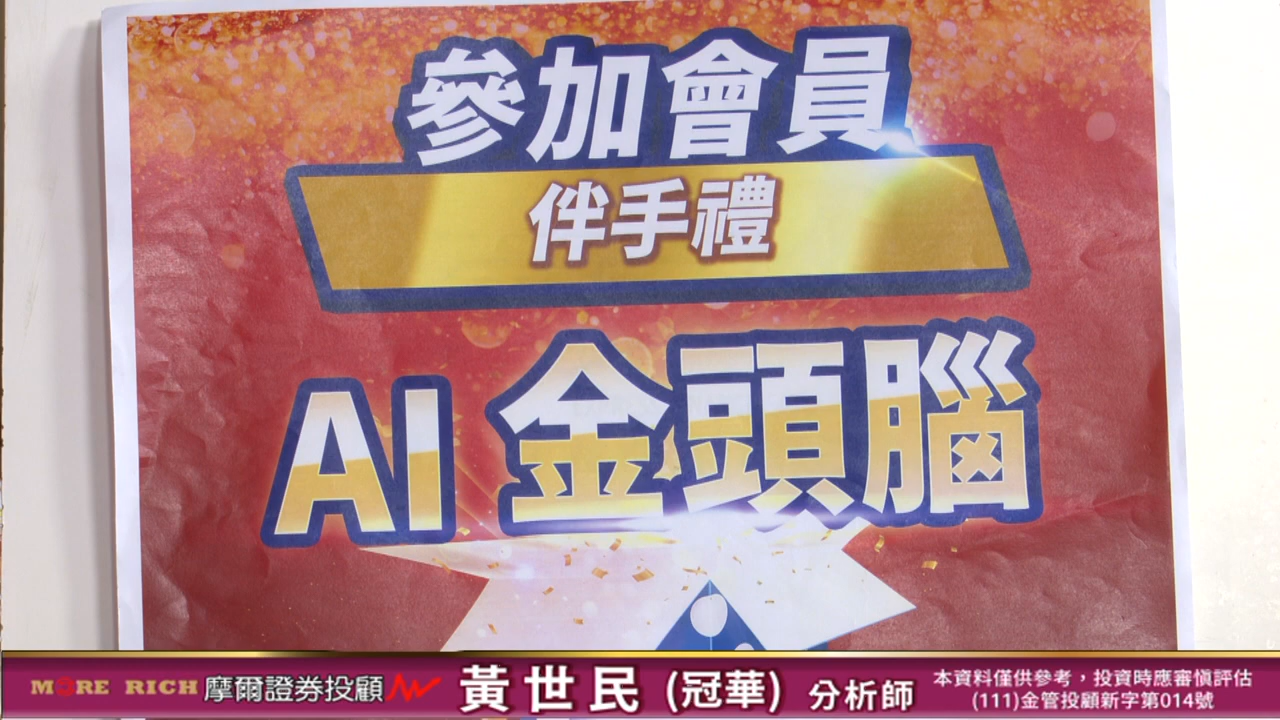 參加會員
伴手禮
AI 金頭腦
MORE RICH 摩爾證券投顧
黃世民 (冠華) 分析師
本資料僅供參考，投資時應審慎評估
(111)金管投顧新字第014號